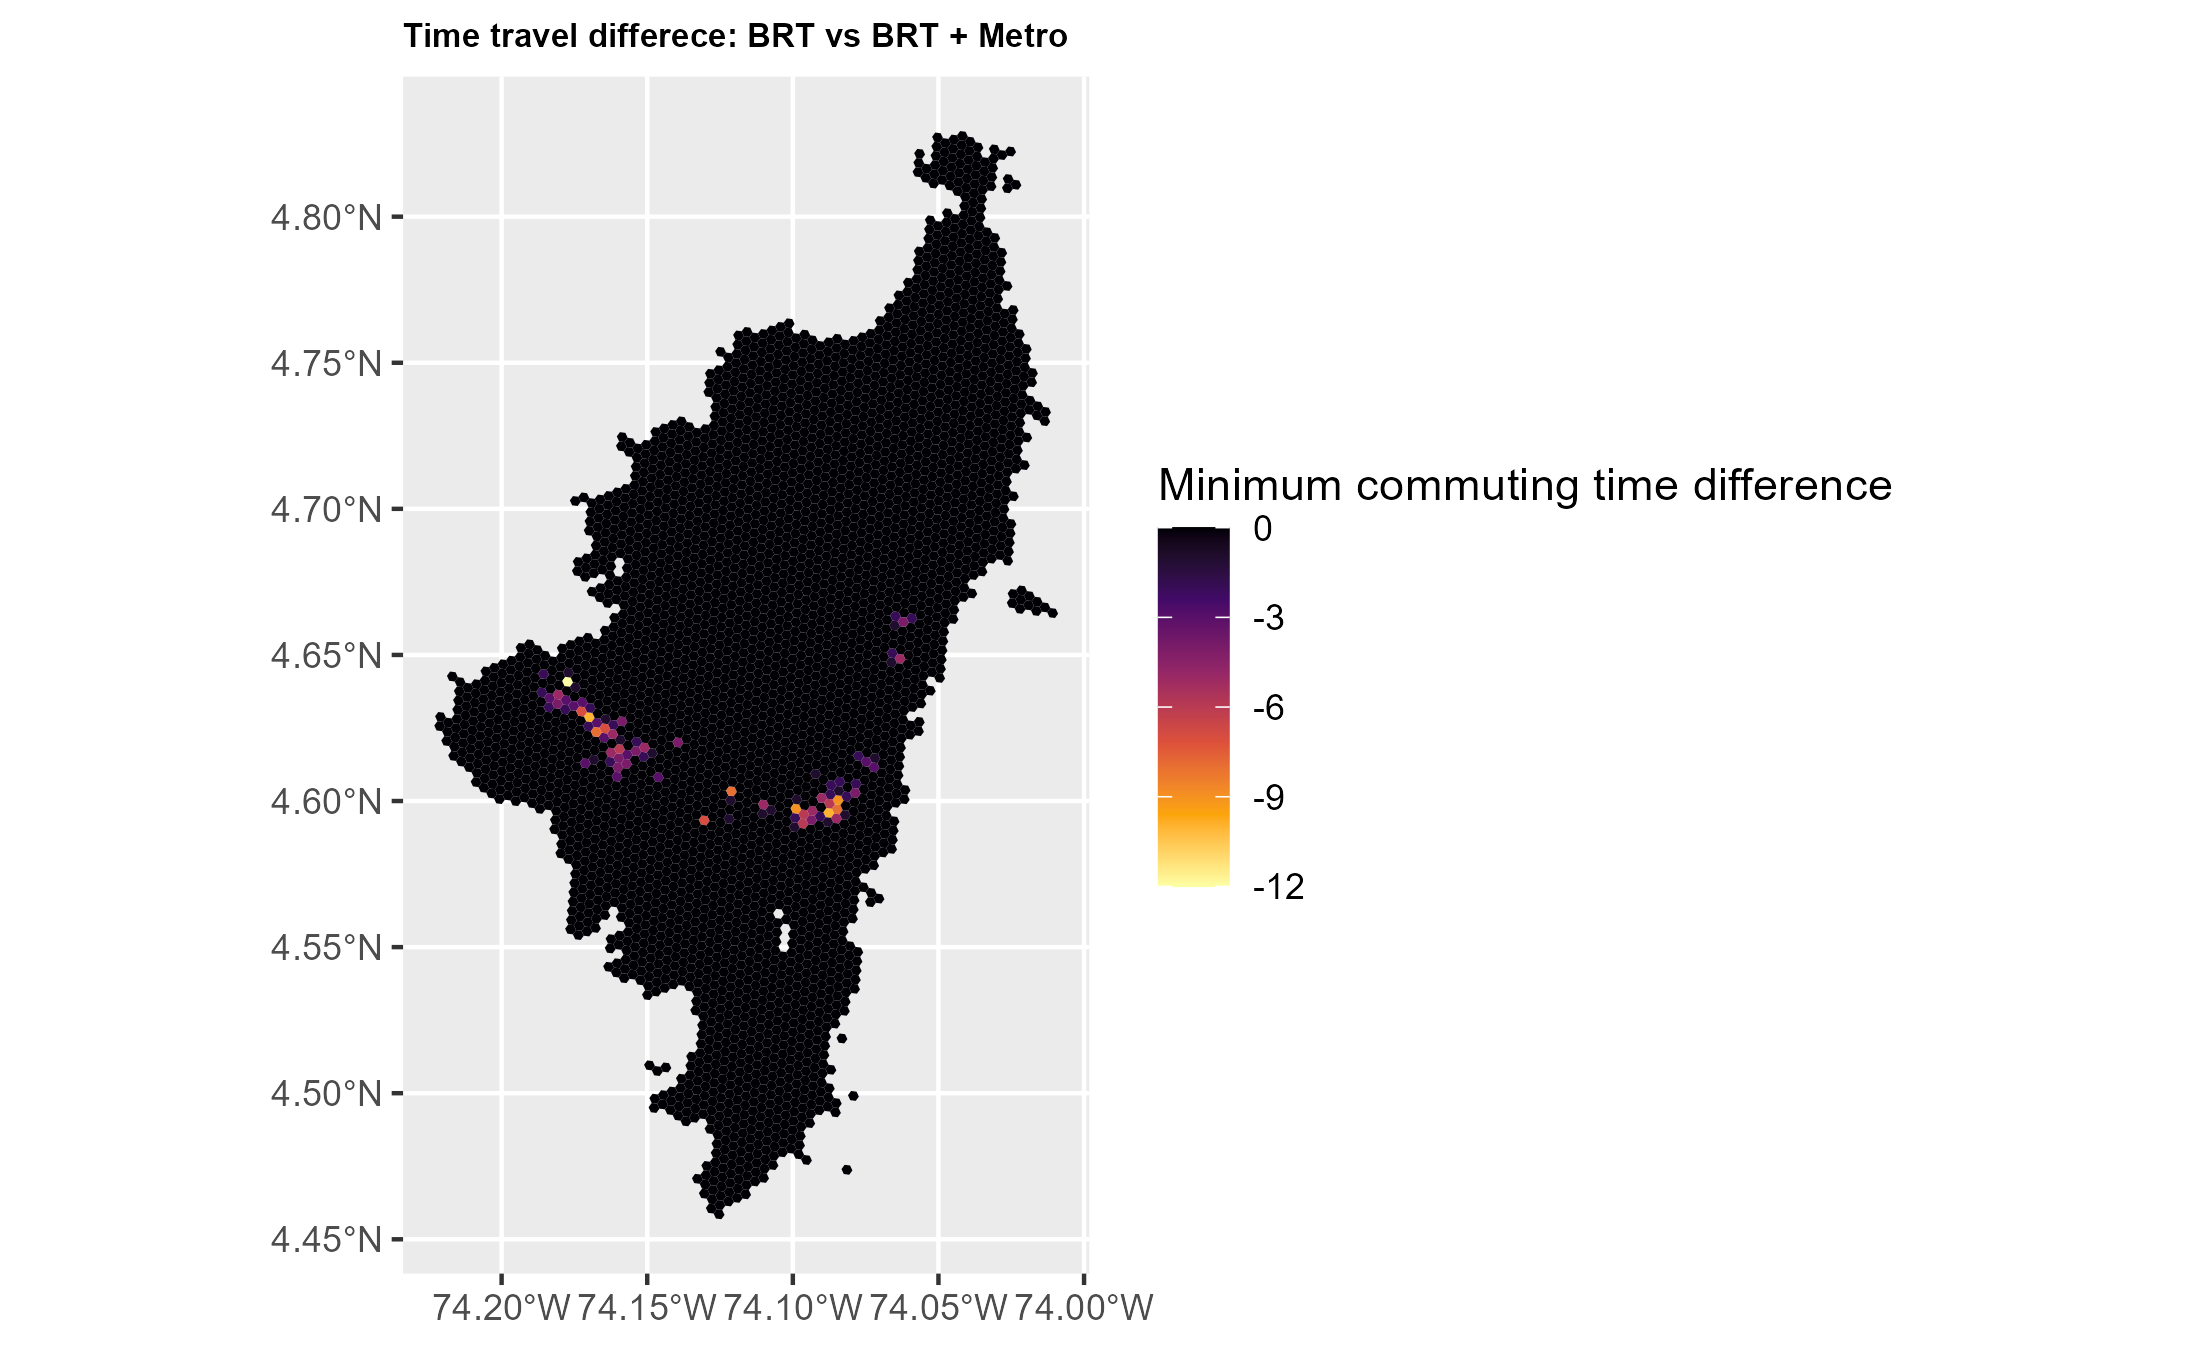 Time travel differece: BRT vs BRT + Metro
4.80°N
4.75°N
4.70°N
4.65°N
4.60°N
4.55°N
4.50°N
4.45°N
74.20°W 74.15°W 74.10°W 74.05°W 74.00°W
Minimum commuting time difference
0
-3
-6
-9
-12